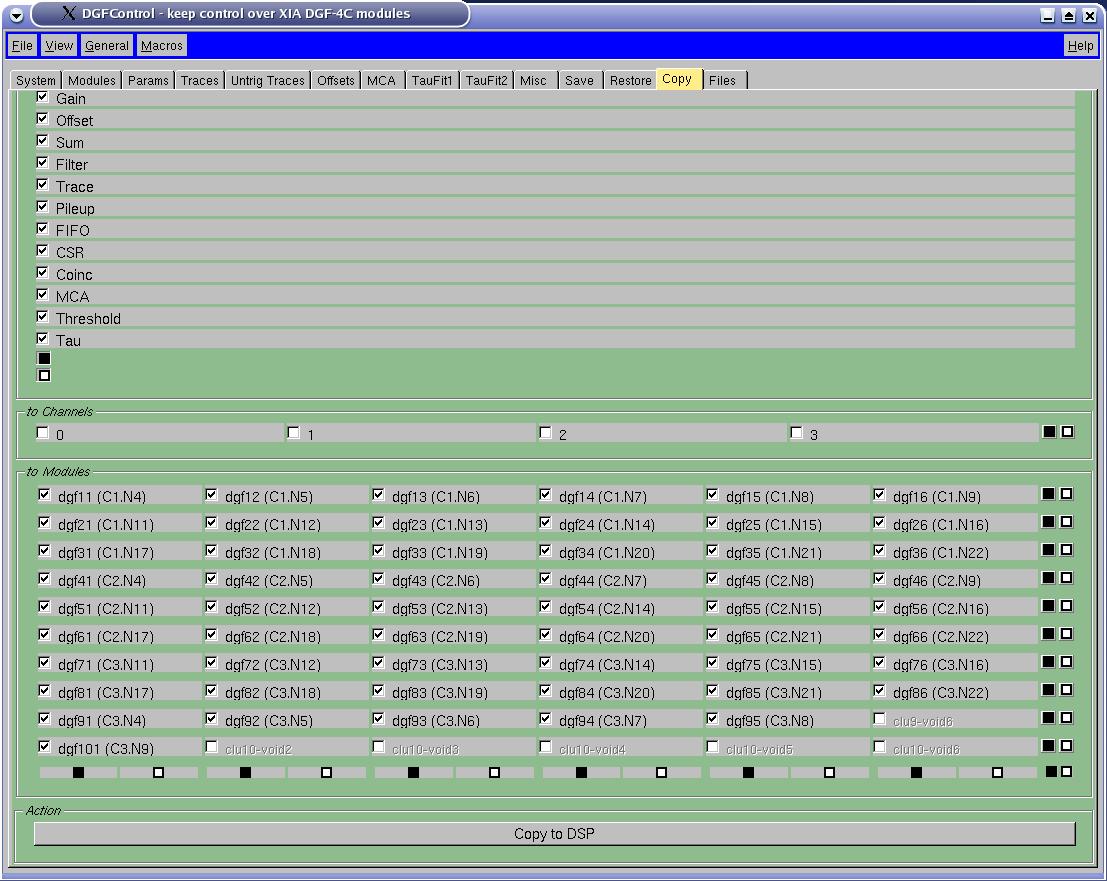 DGFControl - keep control over XIA DGF-4C modules
File View General Macros Help
System Modules Params Traces Untrig Traces Offsets MCA TauFit1 TauFit2 Misc Save Restore Copy Files
Gain
Offset
Sum
Filter
Trace
Pileup
FIFO
CSR
Coinc
MCA
Threshold
Tau
to Channels
0 1 2 3
to Modules
dgf11 (C1.N4) dgf12 (C1.N5) dgf13 (C1.N6) dgf14 (C1.N7) dgf15 (C1.N8) dgf16 (C1.N9)
dgf21 (C1.N11) dgf22 (C1.N12) dgf23 (C1.N13) dgf24 (C1.N14) dgf25 (C1.N15) dgf26 (C1.N16)
dgf31 (C1.N17) dgf32 (C1.N18) dgf33 (C1.N19) dgf34 (C1.N20) dgf35 (C1.N21) dgf36 (C1.N22)
dgf41 (C2.N4) dgf42 (C2.N5) dgf43 (C2.N6) dgf44 (C2.N7) dgf45 (C2.N8) dgf46 (C2.N9)
dgf51 (C2.N11) dgf52 (C2.N12) dgf53 (C2.N13) dgf54 (C2.N14) dgf55 (C2.N15) dgf56 (C2.N16)
dgf61 (C2.N17) dgf62 (C2.N18) dgf63 (C2.N19) dgf64 (C2.N20) dgf65 (C2.N21) dgf66 (C2.N22)
dgf71 (C3.N11) dgf72 (C3.N12) dgf73 (C3.N13) dgf74 (C3.N14) dgf75 (C3.N15) dgf76 (C3.N16)
dgf81 (C3.N17) dgf82 (C3.N18) dgf83 (C3.N19) dgf84 (C3.N20) dgf85 (C3.N21) dgf86 (C3.N22)
dgf91 (C3.N4) dgf92 (C3.N5) dgf93 (C3.N6) dgf94 (C3.N7) dgf95 (C3.N8) clu9-void6
dgf101 (C3.N9) clu10-void2 clu10-void3 clu10-void4 clu10-void5 clu10-void6
Action
Copy to DSP